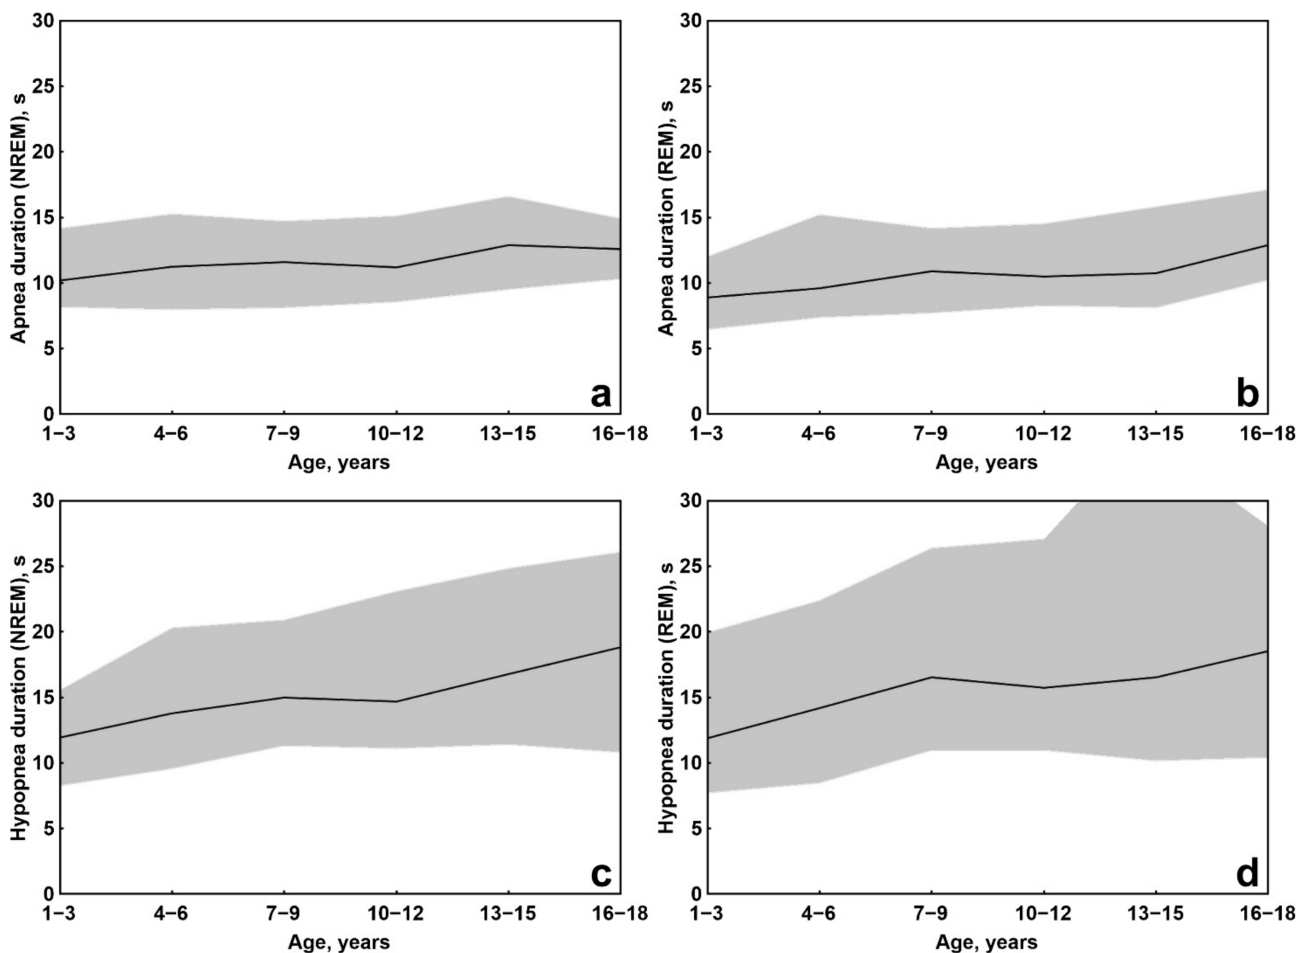 Apnea duration (NREM), s
30
25
20
15
10
5
0
1–3 4–6 7–9 10–12 13–15 16–18
Age, years
a
Apnea duration (REM), s
30
25
20
15
10
5
0
1–3 4–6 7–9 10–12 13–15 16–18
Age, years
b
Hypopnea duration (NREM), s
30
25
20
15
10
5
0
1–3 4–6 7–9 10–12 13–15 16–18
Age, years
c
Hypopnea duration (REM), s
30
25
20
15
10
5
0
1–3 4–6 7–9 10–12 13–15 16–18
Age, years
d